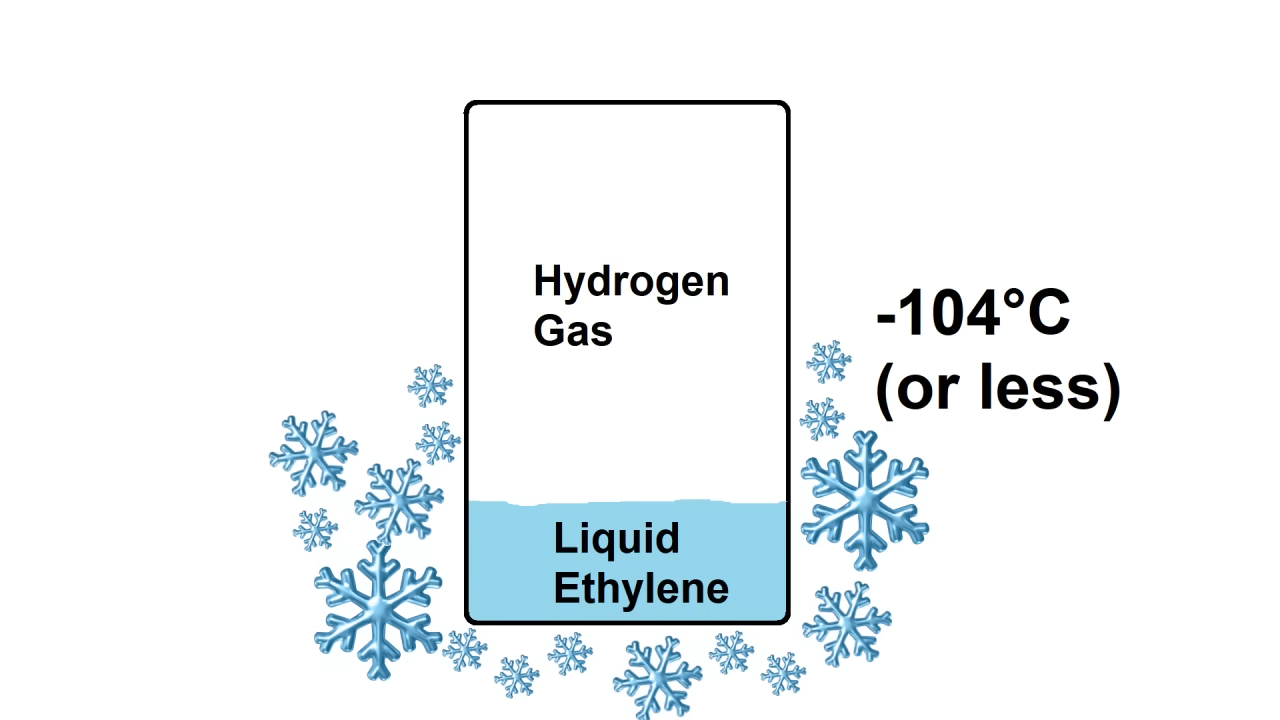 Hydrogen
Gas
-104°C
(or less)
Liquid
Ethylene